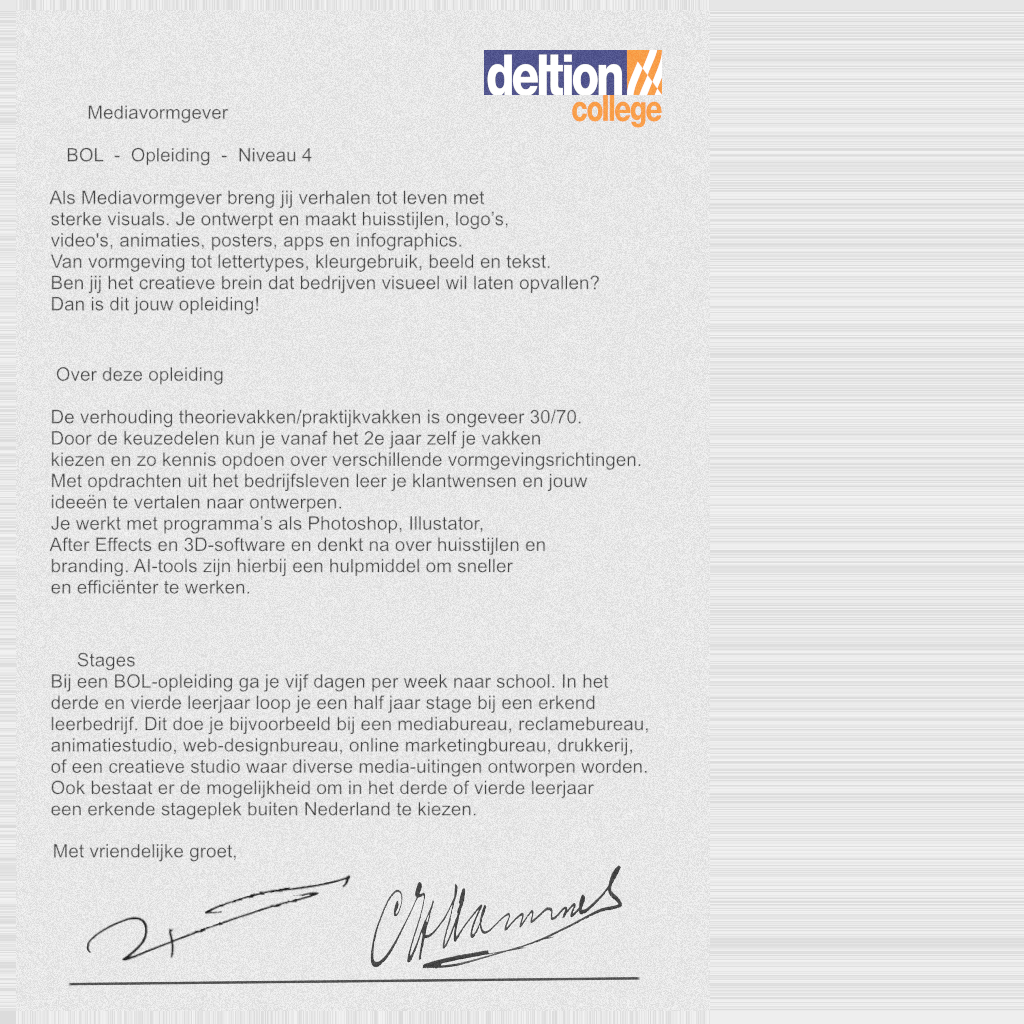 deltion
college
Mediavormgever
BOL - Opleiding - Niveau 4
Als Mediavormgever breng jij verhalen tot leven met
sterke visuals. Je ontwerpt en maakt huisstijlen, logo’s,
video's, animaties, posters, apps en infographics.
Van vormgeving tot lettertypes, kleurgebruik, beeld en tekst.
Ben jij het creatieve brein dat bedrijven visueel wil laten opvallen?
Dan is dit jouw opleiding!
Over deze opleiding
De verhouding theorievakken/praktijkvakken is ongeveer 30/70.
Door de keuzedelen kun je vanaf het 2e jaar zelf je vakken
kiezen en zo kennis opdoen over verschillende vormgevingsrichtingen.
Met opdrachten uit het bedrijfsleven leer je klantwensen en jouw
ideeën te vertalen naar ontwerpen.
Je werkt met programma’s als Photoshop, Illustator,
After Effects en 3D-software en denkt na over huisstijlen en
branding. AI-tools zijn hierbij een hulpmiddel om sneller
en efficiënter te werken.
Stages
Bij een BOL-opleiding ga je vijf dagen per week naar school. In het
derde en vierde leerjaar loop je een half jaar stage bij een erkend
leerbedrijf. Dit doe je bijvoorbeeld bij een mediabureau, reclamebureau,
animatiestudio, web-designbureau, online marketingbureau, drukkerij,
of een creatieve studio waar diverse media-uitingen ontworpen worden.
Ook bestaat er de mogelijkheid om in het derde of vierde leerjaar
een erkende stageplek buiten Nederland te kiezen.
Met vriendelijke groet,